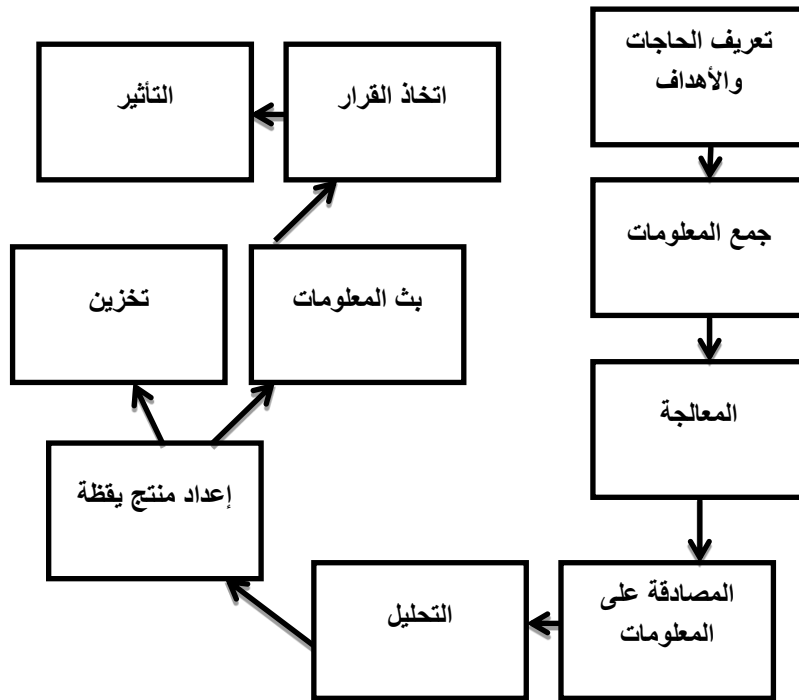 تعريف الحاجات
والأهداف
جمع المعلومات
المعالجة
المصادقة على
المعلومات
التحليل
إعداد منتج يقظة
بث المعلومات
تخزين
اتخاذ القرار
التأثير